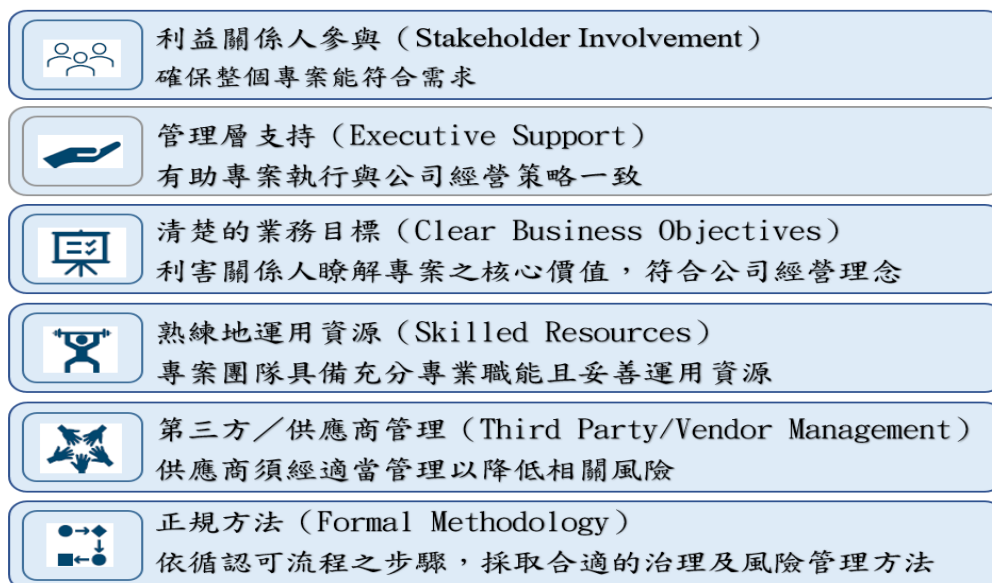 利益關係人參與（Stakeholder Involvement）
確保整個專案能符合需求
管理層支持（Executive Support）
有助專案執行與公司經營策略一致
清楚的業務目標（Clear Business Objectives）
利害關係人瞭解專案之核心價值，符合公司經營理念
熟練地運用資源（Skilled Resources）
專案團隊具備充分專業職能且妥善運用資源
第三方／供應商管理（Third Party/Vendor Management）
供應商須經適當管理以降低相關風險
正規方法（Formal Methodology）
依循認可流程之步驟，採取合適的治理及風險管理方法